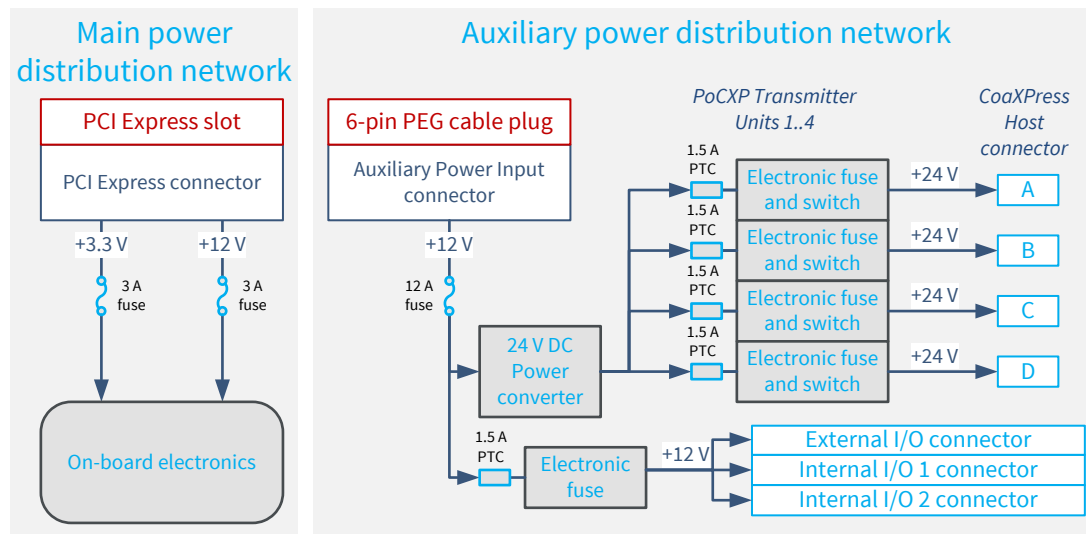 Main power
distribution network
PCI Express slot
PCI Express connector
+3.3 V
+12 V
3 A
fuse
3 A
fuse
On-board electronics
Auxiliary power distribution network
6-pin PEG cable plug
Auxiliary Power Input
connector
+12 V
12 A
fuse
24 V DC
Power
converter
PoCXP Transmitter
Units 1..4
CoaXPress
Host
connector
1.5 A
PTC
Electronic fuse
and switch
+24 V
A
1.5 A
PTC
Electronic fuse
and switch
+24 V
B
1.5 A
PTC
Electronic fuse
and switch
+24 V
C
1.5 A
PTC
Electronic fuse
and switch
+24 V
D
1.5 A
PTC
Electronic
fuse
+12 V
External I/O connector
Internal I/O 1 connector
Internal I/O 2 connector